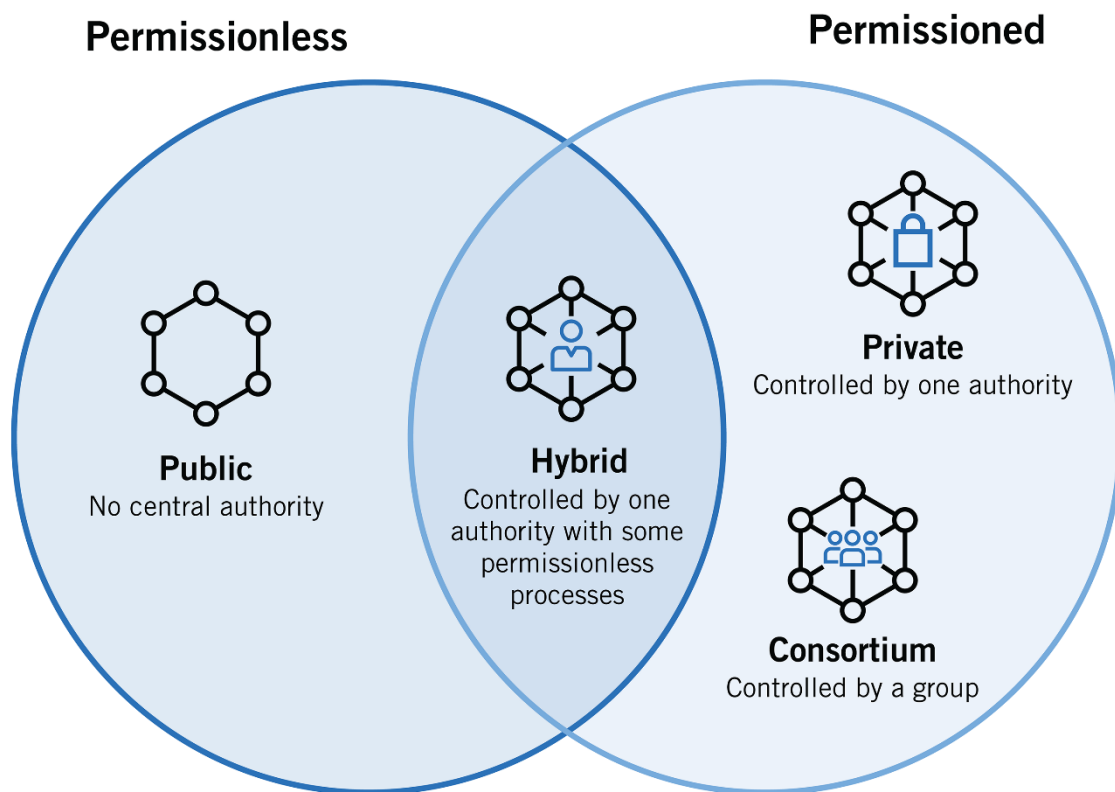 Permissionless
Permissioned
Public
No central authority
Hybrid
Controlled by one
authority with some
permissionless
processes
Private
Controlled by one authority
Consortium
Controlled by a group